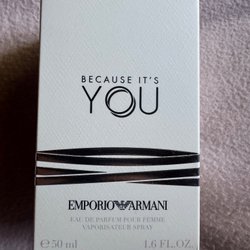 BECAUSE IT'S
YOU
EMPORIO ARMANI
EAU DE PARFUM POUR FEMME
VAPORISATEUR SPRAY
e 50 ml 1.6 FL.OZ.